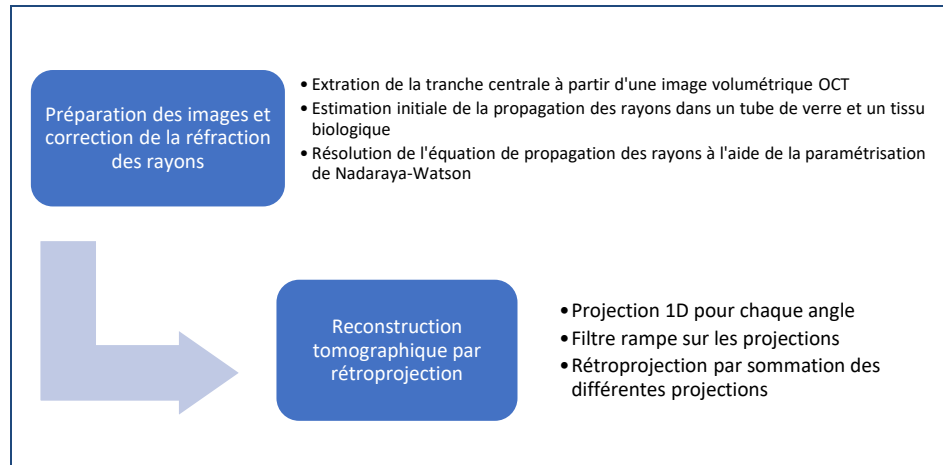 Préparation des images et
correction de la réfraction
des rayons
• Extration de la tranche centrale à partir d'une image volumétrique OCT
• Estimation initiale de la propagation des rayons dans un tube de verre et un tissu
biologique
• Résolution de l'équation de propagation des rayons à l'aide de la paramétrisation
de Nadaraya-Watson
Reconstruction
tomographique par
rétroprojection
• Projection 1D pour chaque angle
• Filtre rampe sur les projections
• Rétroprojection par sommation des
différentes projections